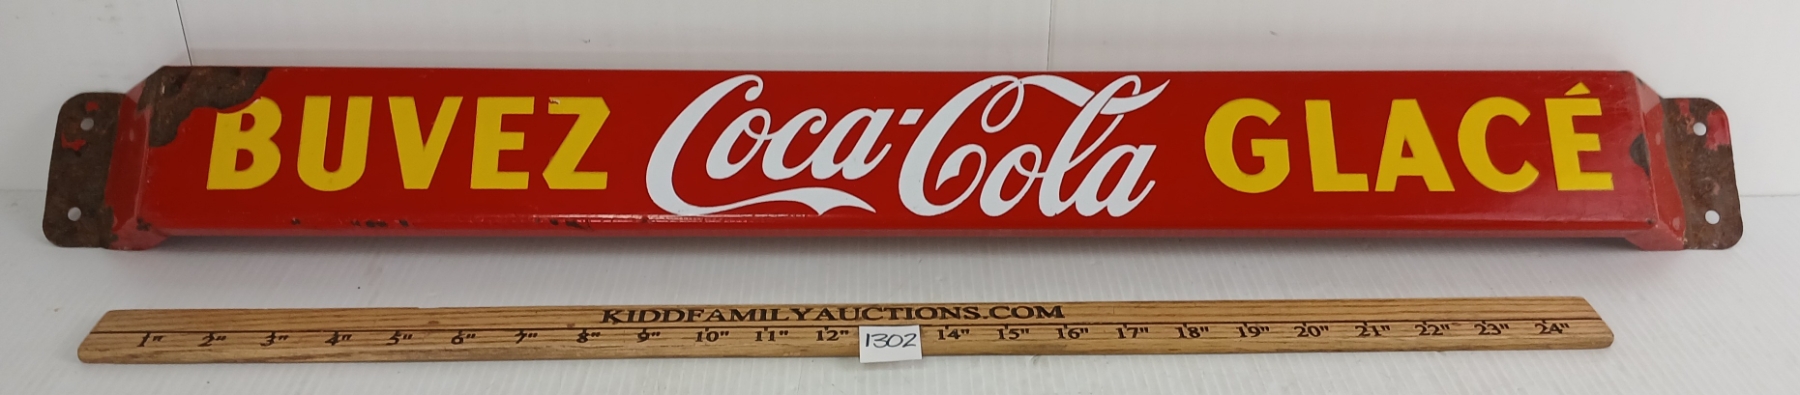 BUVEZ Coca-Cola GLACÉ
KIDDFAMILYAUCTIONS.COM
1" 2" 3" 4" 5" 6" 7" 8" 9" 10" 11" 12" 1302 14" 15" 16" 17" 18" 19" 20" 21" 22" 23" 24"